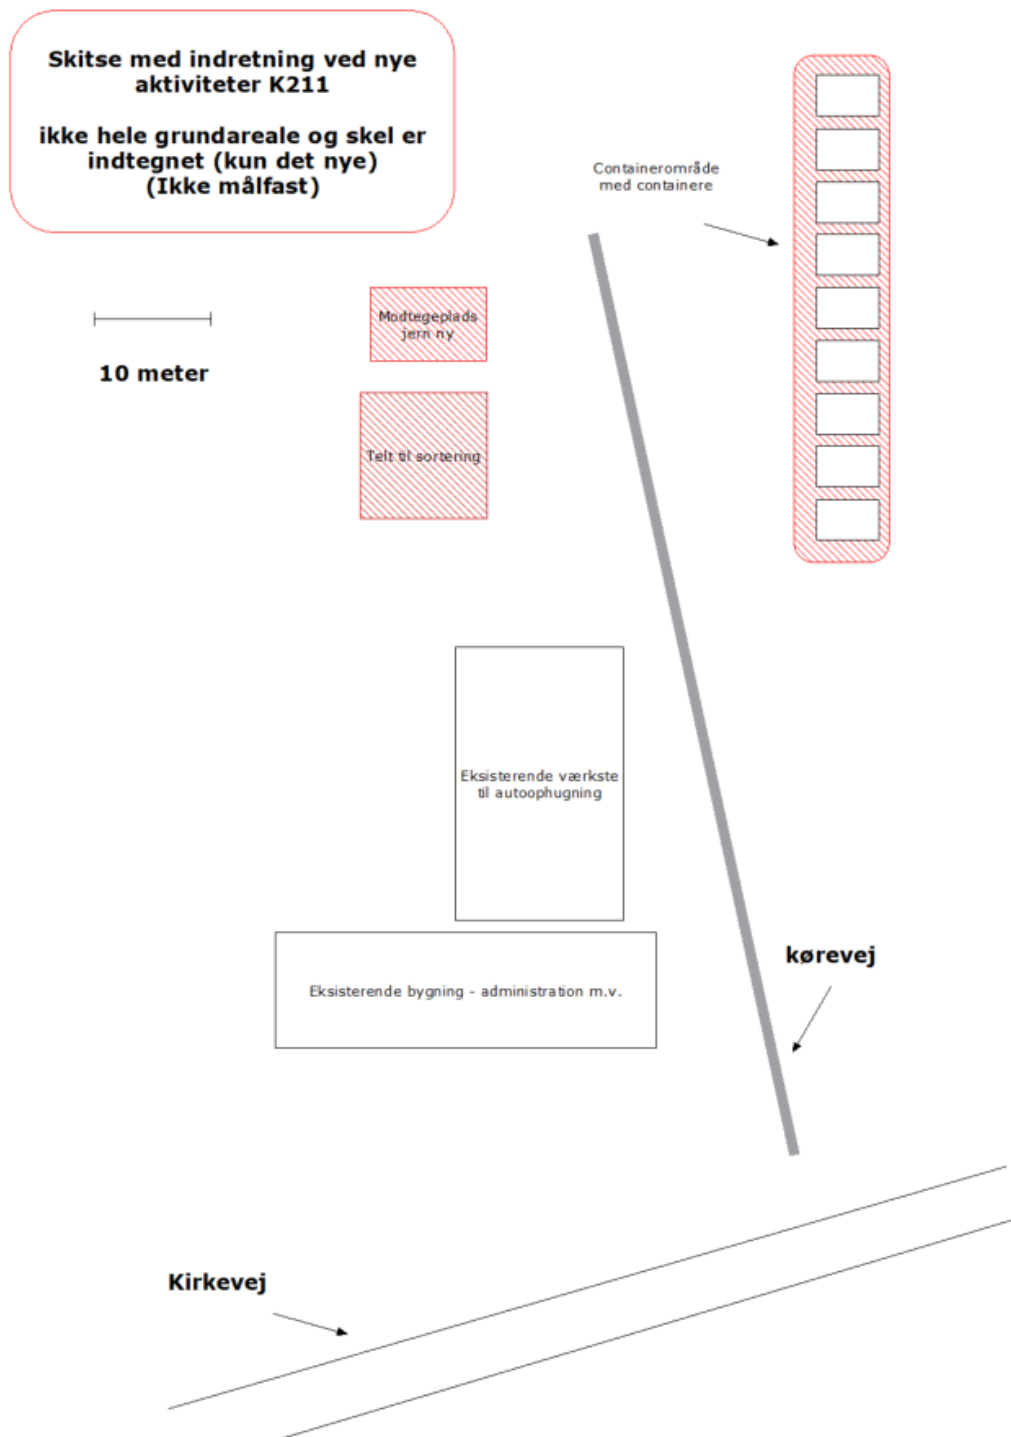 Skitse med indretning ved nye
aktiviteter K211
ikke hele grundareale og skel er
indtegnet (kun det nye)
(Ikke målfast)
Containerområde
med containere
Modtegeplads
jern ny
10 meter
Telt til sortering
Eksisterende værkste
til autoophugning
kørevej
Eksisterende bygning - administration m.v.
Kirkevej